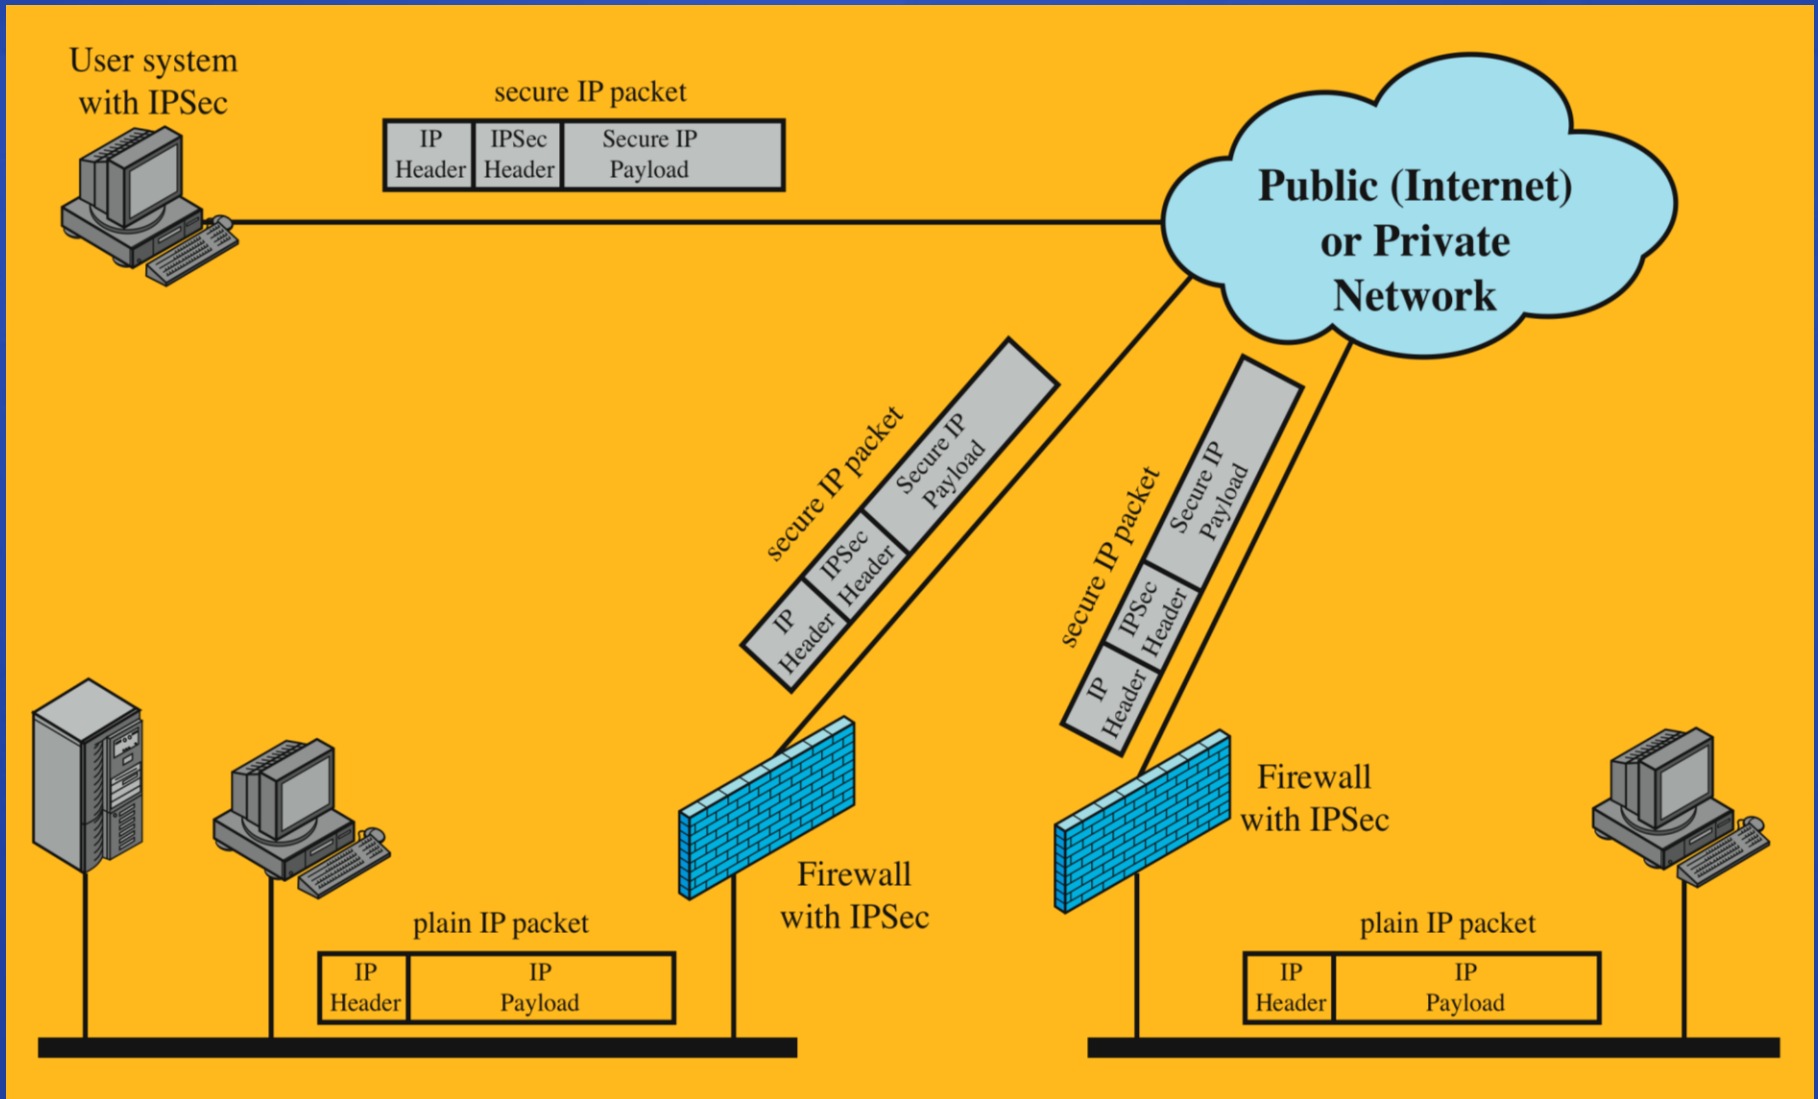 User system
with IPSec
secure IP packet
IP
Header
IPSec
Header
Secure IP
Payload
Public (Internet)
or Private
Network
secure IP packet
IP
Header
IPSec
Header
Secure IP
Payload
secure IP packet
IP
Header
IPSec
Header
Secure IP
Payload
Firewall
with IPSec
Firewall
with IPSec
plain IP packet
IP
Header
IP
Payload
plain IP packet
IP
Header
IP
Payload